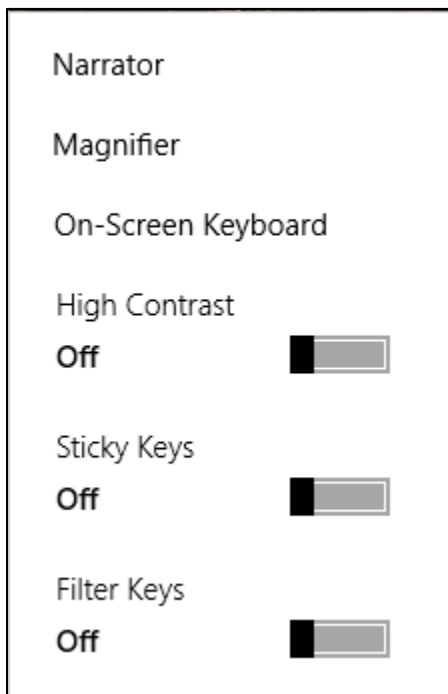 Narrator
Magnifier
On-Screen Keyboard
High Contrast
Off
Sticky Keys
Off
Filter Keys
Off